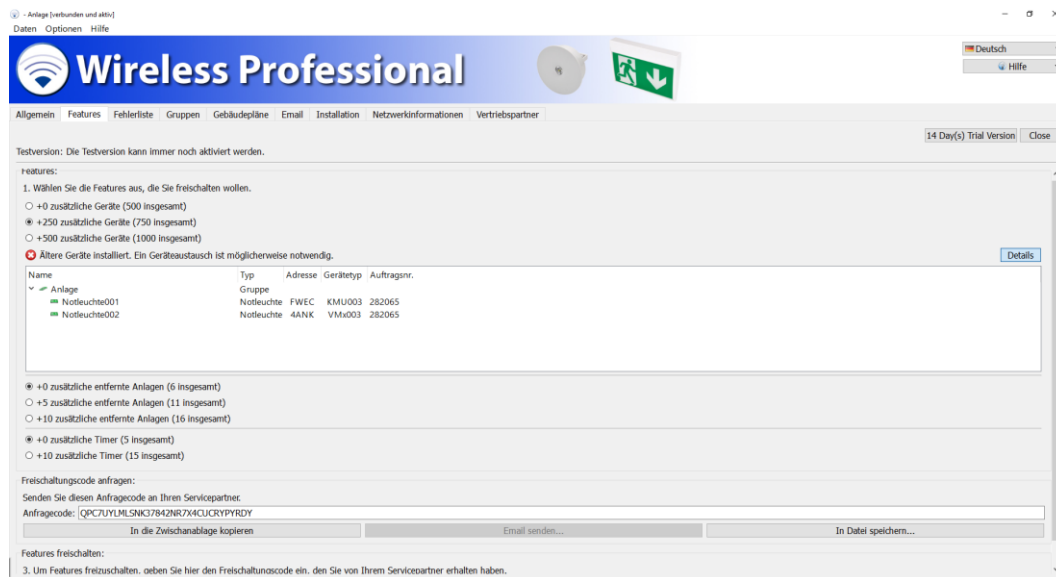 - Anlage [verbunden und aktiv]
Daten Optionen Hilfe
Wireless Professional
Deutsch
Hilfe
Allgemein Features Fehlerliste Gruppen Gebäudepläne Email Installation Netzwerkinformationen Vertriebspartner
14 Day(s) Trial Version Close
Testversion: Die Testversion kann immer noch aktiviert werden.
Features:
1. Wählen Sie die Features aus, die Sie freischalten wollen.
+0 zusätzliche Geräte (500 insgesamt)
+250 zusätzliche Geräte (750 insgesamt)
+500 zusätzliche Geräte (1000 insgesamt)
Ältere Geräte installiert. Ein Geräteaustausch ist möglicherweise notwendig.
Details
Name Typ Adresse Gerätetyp Auftragsnr.
Anlage Gruppe
Notleuchte001 Notleuchte FWEC KMU003 282065
Notleuchte002 Notleuchte 4ANK VMx003 282065
+0 zusätzliche entfernte Anlagen (6 insgesamt)
+5 zusätzliche entfernte Anlagen (11 insgesamt)
+10 zusätzliche entfernte Anlagen (16 insgesamt)
+0 zusätzliche Timer (5 insgesamt)
+10 zusätzliche Timer (15 insgesamt)
Freischaltungscode anfragen:
Senden Sie diesen Anfragecode an Ihren Servicepartner.
Anfragecode: QPC7UYLMLSNK37842NR7X4CUCRYPYRDY
In die Zwischanablage kopieren Email senden... In Datei speichern...
Features freischalten:
3. Um Features freizuschalten, geben Sie hier den Freischaltungscode ein, den Sie von Ihrem Servicepartner erhalten haben.